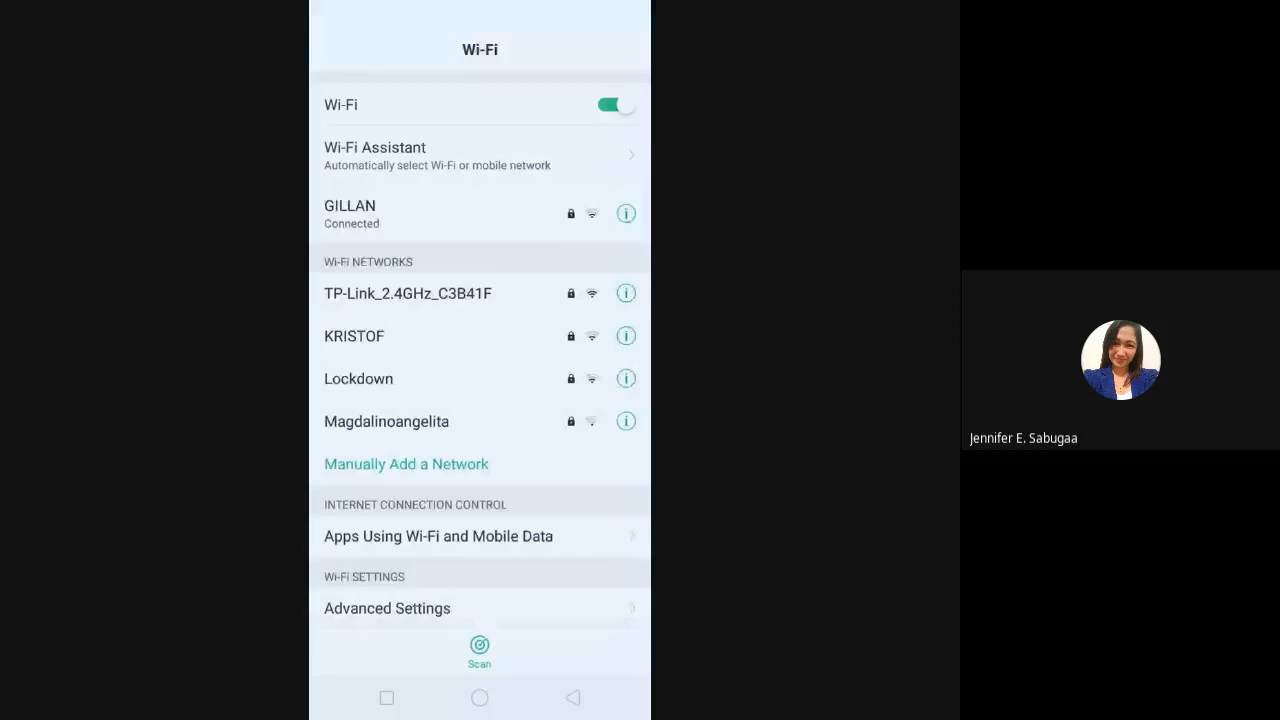 Wi-Fi
Wi-Fi
Wi-Fi Assistant
Automatically select Wi-Fi or mobile network
GILLAN
Connected
Wi-Fi NETWORKS
TP-Link_2.4GHz_C3B41F
KRISTOF
Lockdown
Magdalinoangelita
Manually Add a Network
INTERNET CONNECTION CONTROL
Apps Using Wi-Fi and Mobile Data
Wi-Fi SETTINGS
Advanced Settings
Scan
Jennifer E. Sabugaa